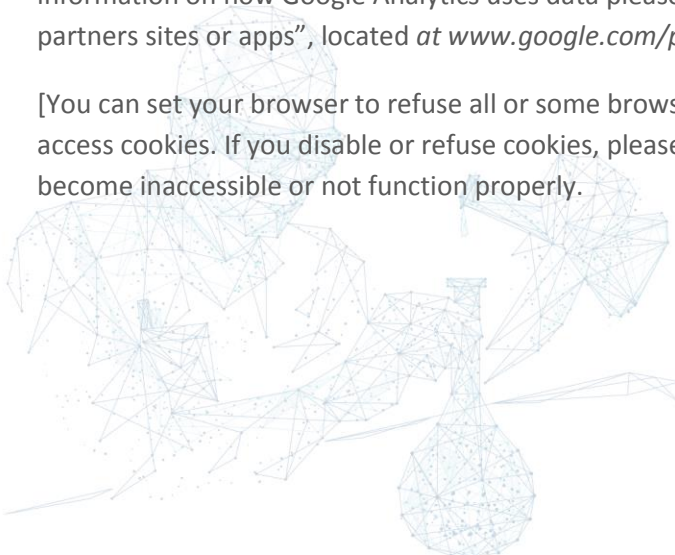 information on how Google Analytics uses data please
partners sites or apps”, located at www.google.com/p
[You can set your browser to refuse all or some brows
access cookies. If you disable or refuse cookies, please
become inaccessible or not function properly.